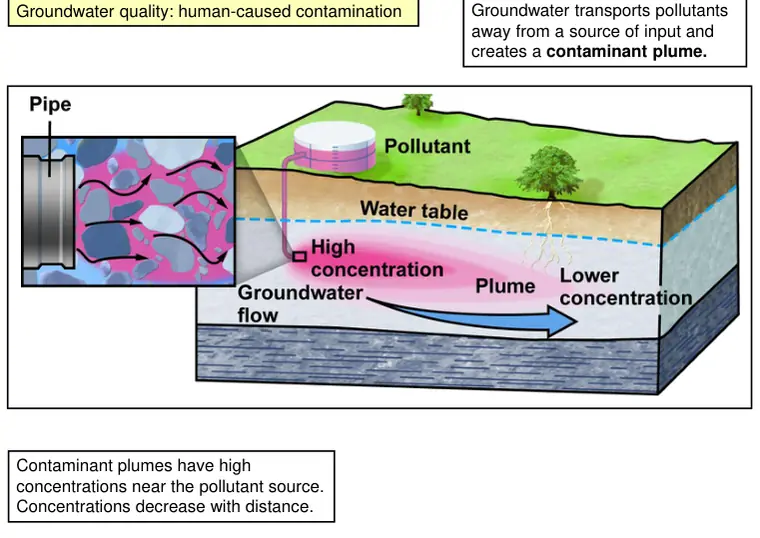 Groundwater quality: human-caused contamination
Groundwater transports pollutants
away from a source of input and
creates a contaminant plume.
Pipe
Pollutant
Water table
High
concentration
Plume
Lower
concentration
Groundwater
flow
Contaminant plumes have high
concentrations near the pollutant source.
Concentrations decrease with distance.